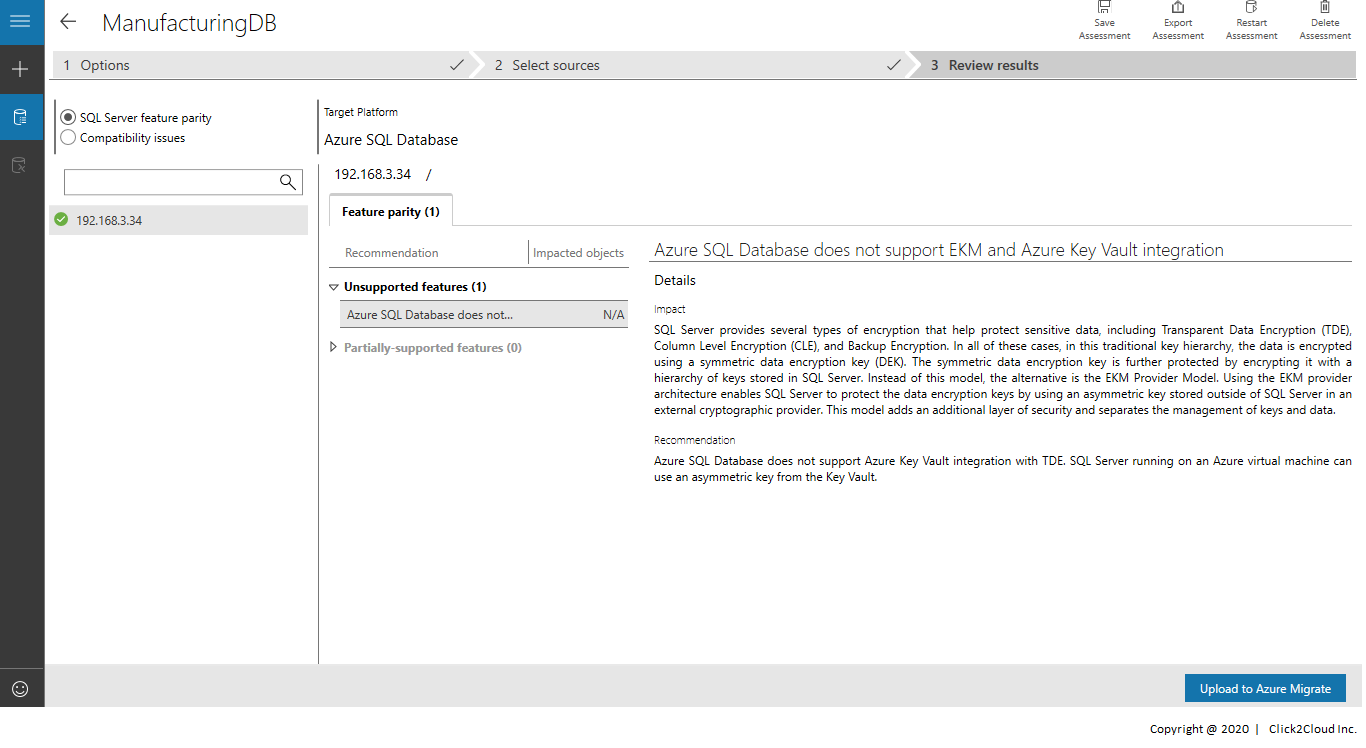 ManufacturingDB
Save Assessment
Export Assessment
Restart Assessment
Delete Assessment
1 Options
2 Select sources
3 Review results
SQL Server feature parity
Compatibility issues
192.168.3.34
Target Platform
Azure SQL Database
192.168.3.34 /
Feature parity (1)
Recommendation Impacted objects
Unsupported features (1)
Azure SQL Database does not... N/A
Partially-supported features (0)
Azure SQL Database does not support EKM and Azure Key Vault integration
Details
Impact
SQL Server provides several types of encryption that help protect sensitive data, including Transparent Data Encryption (TDE),
Column Level Encryption (CLE), and Backup Encryption. In all of these cases, in this traditional key hierarchy, the data is encrypted
using a symmetric data encryption key (DEK). The symmetric data encryption key is further protected by encrypting it with a
hierarchy of keys stored in SQL Server. Instead of this model, the alternative is the EKM Provider Model. Using the EKM provider
architecture enables SQL Server to protect the data encryption keys by using an asymmetric key stored outside of SQL Server in an
external cryptographic provider. This model adds an additional layer of security and separates the management of keys and data.
Recommendation
Azure SQL Database does not support Azure Key Vault integration with TDE. SQL Server running on an Azure virtual machine can
use an asymmetric key from the Key Vault.
Upload to Azure Migrate
Copyright @ 2020 | Click2Cloud Inc.